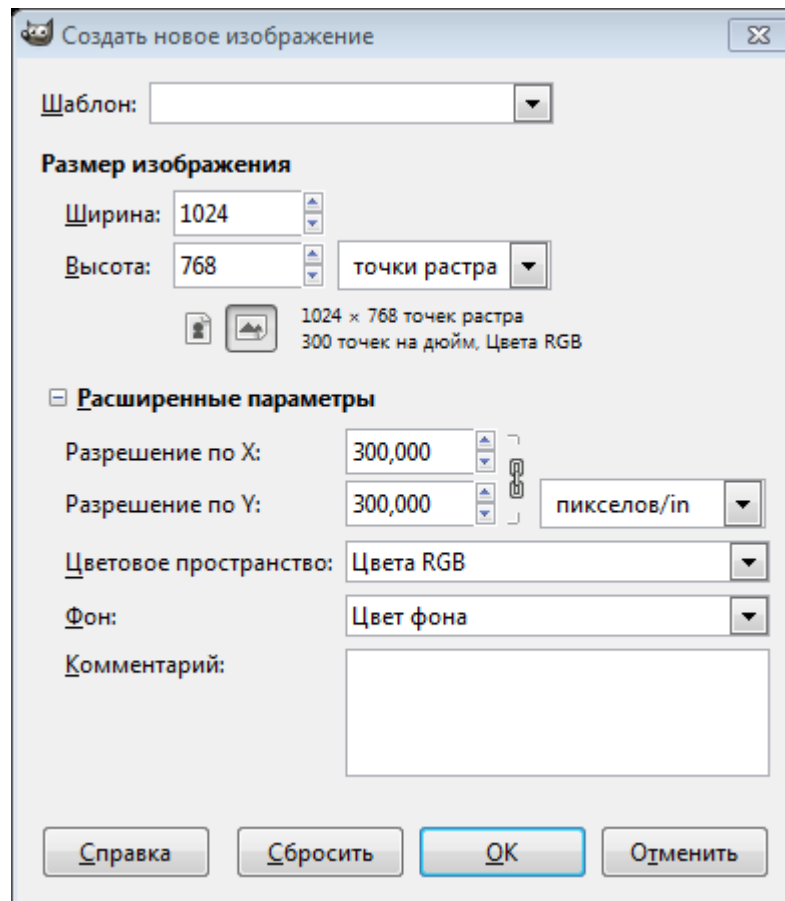 Создать новое изображение
Шаблон:
Размер изображения
Ширина: 1024
Высота: 768 точки растра
1024 × 768 точек растра
300 точек на дюйм, Цвета RGB
Расширенные параметры
Разрешение по X: 300,000
Разрешение по Y: 300,000 пикселов/in
Цветовое пространство: Цвета RGB
Фон: Цвет фона
Комментарий:
Справка Сбросить OK Отменить